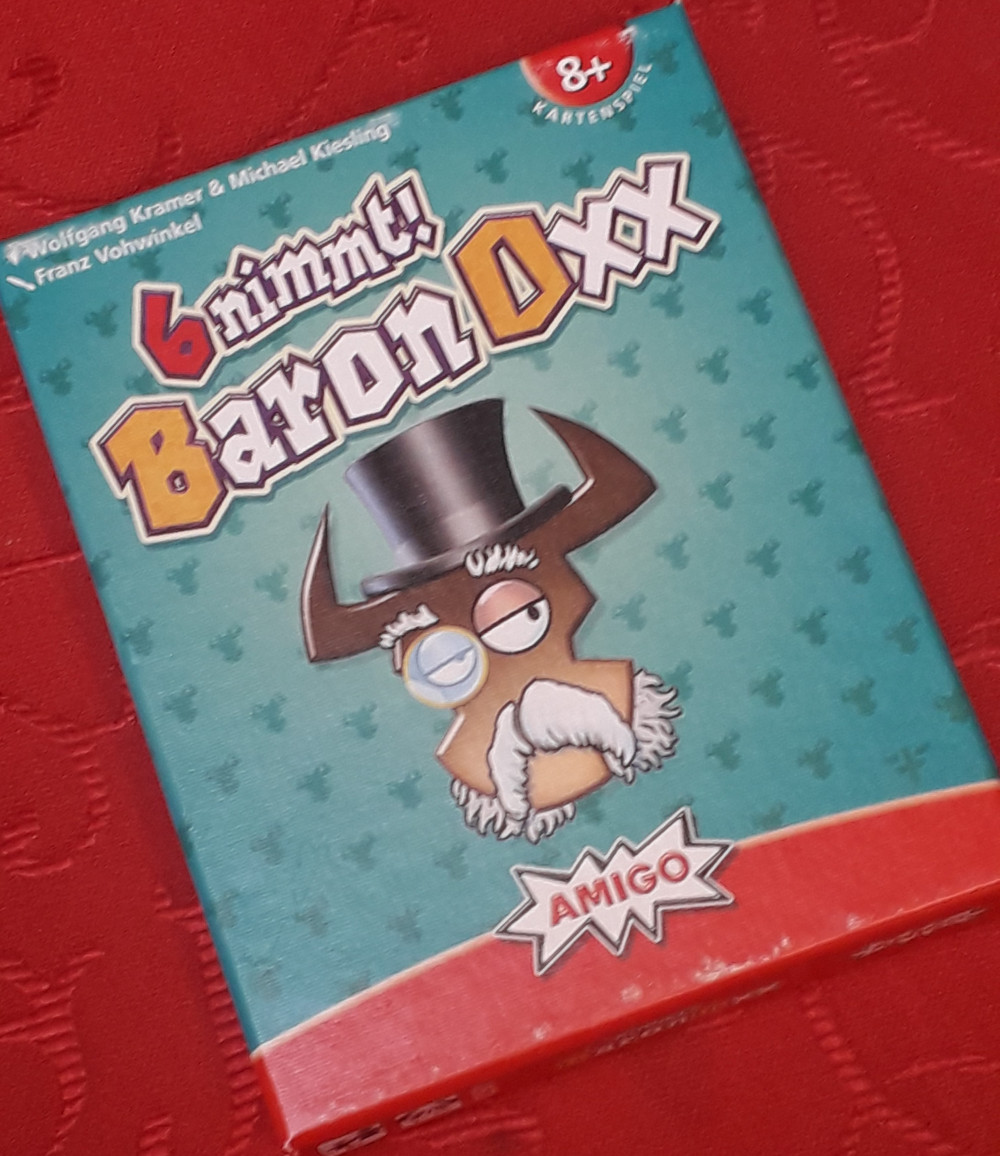 8+
KARTENSPIEL
Wolfgang Kramer & Michael Kiesling
Franz Vohwinkel
6 nimmt!
Baron Oxx
AMIGO